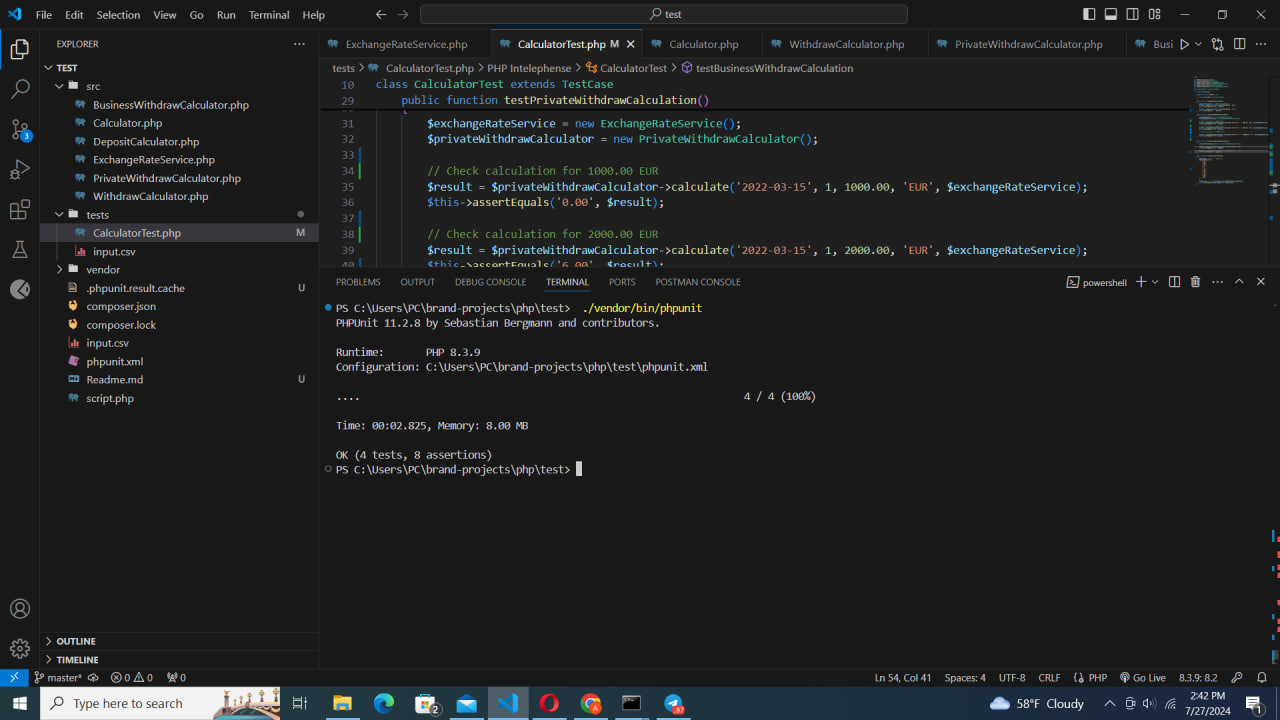 File Edit Selection View Go Run Terminal Help
test
EXPLORER
TEST
src
BusinessWithdrawCalculator.php
Calculator.php
DepositCalculator.php
ExchangeRateService.php
PrivateWithdrawCalculator.php
WithdrawCalculator.php
tests
CalculatorTest.php M
input.csv
vendor
.phpunit.result.cache U
composer.json
composer.lock
input.csv
phpunit.xml
Readme.md U
script.php
OUTLINE
TIMELINE
3
ExchangeRateService.php CalculatorTest.php M Calculator.php WithdrawCalculator.php PrivateWithdrawCalculator.php Busi
tests > CalculatorTest.php > PHP Intelephense > CalculatorTest > testBusinessWithdrawCalculation
10 class CalculatorTest extends TestCase
29 public function testPrivateWithdrawCalculation()
31 $exchangeRateService = new ExchangeRateService();
32 $privateWithdrawCalculator = new PrivateWithdrawCalculator();
33
34 // Check calculation for 1000.00 EUR
35 $result = $privateWithdrawCalculator->calculate('2022-03-15', 1, 1000.00, 'EUR', $exchangeRateService);
36 $this->assertEquals('0.00', $result);
37
38 // Check calculation for 2000.00 EUR
39 $result = $privateWithdrawCalculator->calculate('2022-03-15', 1, 2000.00, 'EUR', $exchangeRateService);
40 $this->assertEquals('6.00', $result);
PROBLEMS OUTPUT DEBUG CONSOLE TERMINAL PORTS POSTMAN CONSOLE
powershell
PS C:\Users\PC\brand-projects\php\test> ./vendor/bin/phpunit
PHPUnit 11.2.8 by Sebastian Bergmann and contributors.
Runtime: PHP 8.3.9
Configuration: C:\Users\PC\brand-projects\php\test\phpunit.xml
.... 4 / 4 (100%)
Time: 00:02.825, Memory: 8.00 MB
OK (4 tests, 8 assertions)
PS C:\Users\PC\brand-projects\php\test>
master* 0 0 0 Ln 54, Col 41 Spaces: 4 UTF-8 CRLF PHP Go Live 8.3.9: 8.2
Type here to search 2 87 58°F Cloudy 2:42 PM
7/27/2024 1